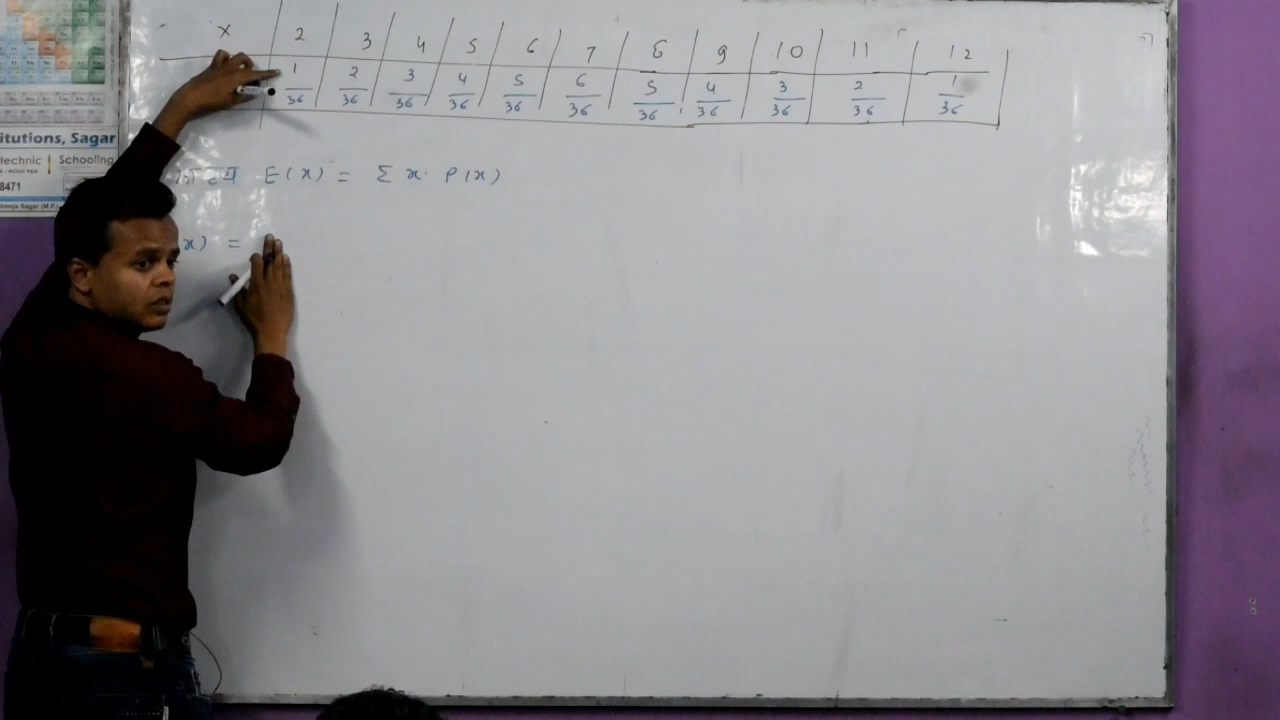 itutions, Sagar
technic | Schooling
8471
x 2 3 4 5 6 7 8 9 10 11 12
1/36 2/36 3/36 4/36 5/36 6/36 5/36 4/36 3/36 2/36 1/36
E(x) = Σ x. P(x)
x) =